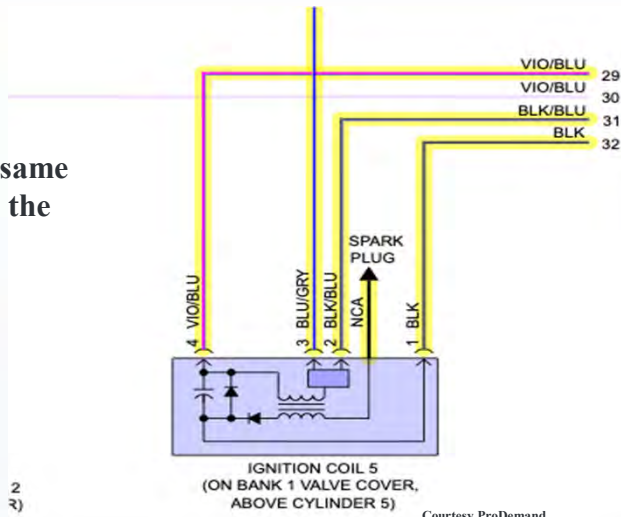 VIO/BLU 29
VIO/BLU 30
BLK/BLU 31
BLK 32
same
the
SPARK
PLUG
4 VIO/BLU
3 BLU/GRY
2 BLK/BLU
NCA
1 BLK
IGNITION COIL 5
(ON BANK 1 VALVE COVER,
ABOVE CYLINDER 5)
2
R)
Courtesy ProDemand